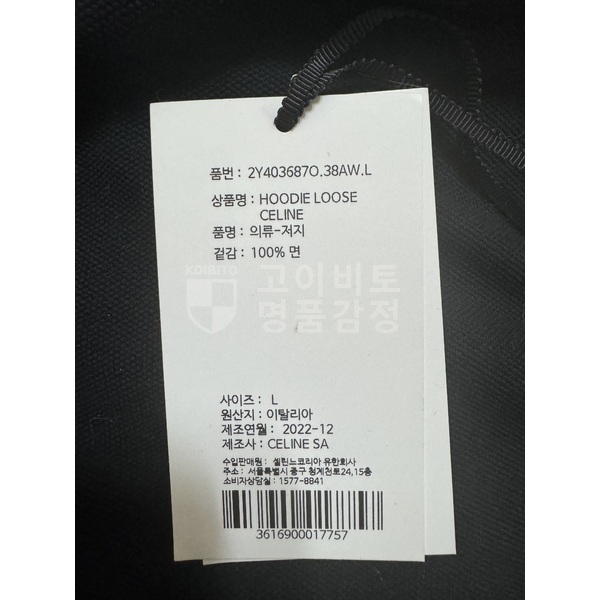 품번 : 2Y403687O.38AW.L
상품명 : HOODIE LOOSE
CELINE
품명 : 의류-저지
겉감 : 100% 면
KOIBITO
고이비토
명품감정
사이즈 : L
원산지 : 이탈리아
제조연월 : 2022-12
제조사 : CELINE SA
수입판매원 : 셀린느코리아 유한회사
주소 : 서울특별시 중구 청계천로24,15층
소비자상담실 : 1577-8841
3616900017757